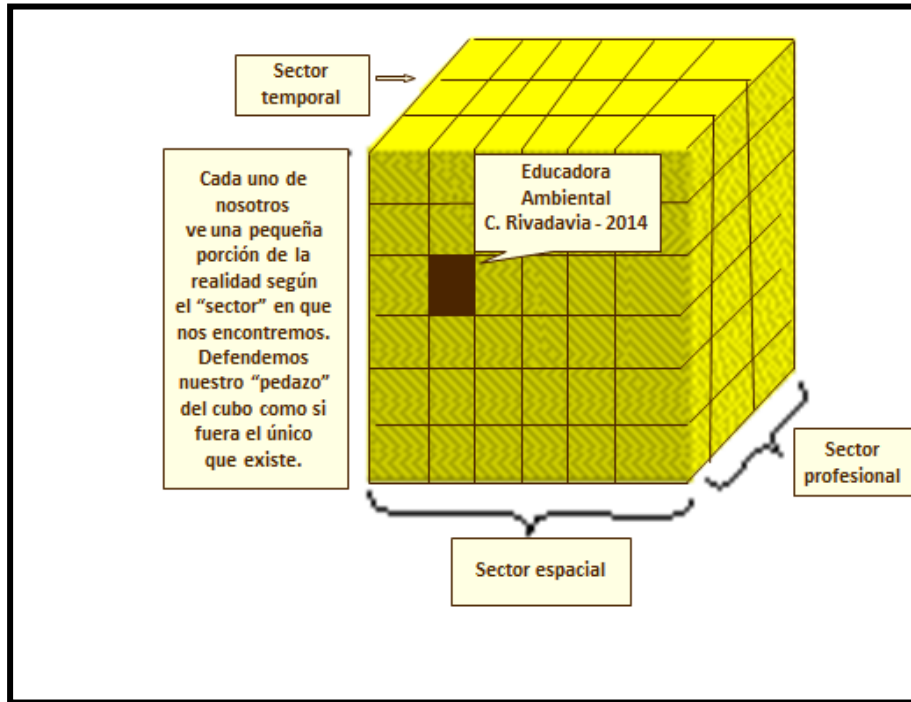 Sector
temporal
Cada uno de
nosotros
ve una pequeña
porción de la
realidad según
el “sector” en que
nos encontremos.
Defendemos
nuestro “pedazo”
del cubo como si
fuera el único
que existe.
Educadora
Ambiental
C. Rivadavia - 2014
Sector
profesional
Sector espacial